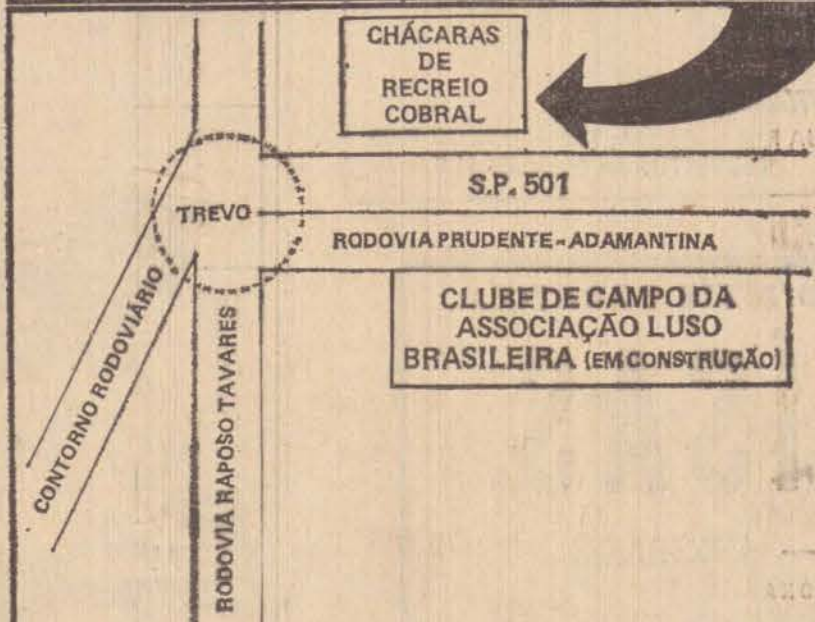 CHÁCARAS
DE
RECREIO
COBRAL
S.P. 501
TREVO
RODOVIA PRUDENTE-ADAMANTINA
CLUBE DE CAMPO DA
ASSOCIAÇÃO LUSO
BRASILEIRA (EM CONSTRUÇÃO)
CONTORNO RODOVIÁRIO
RODOVIA RAPOSO TAVARES